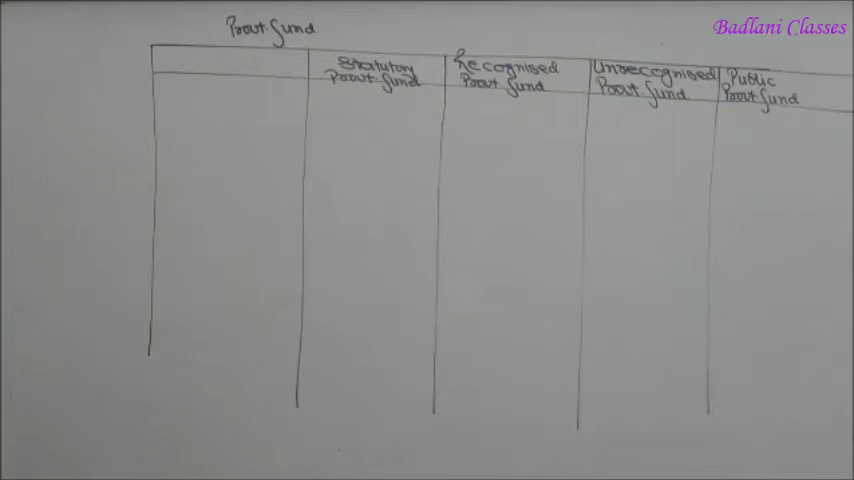 Badlani Classes
Provt. Fund
Statutory
Provt Fund
Recognised
Provt Fund
Unrecognised
Provt Fund
Public
Provt Fund